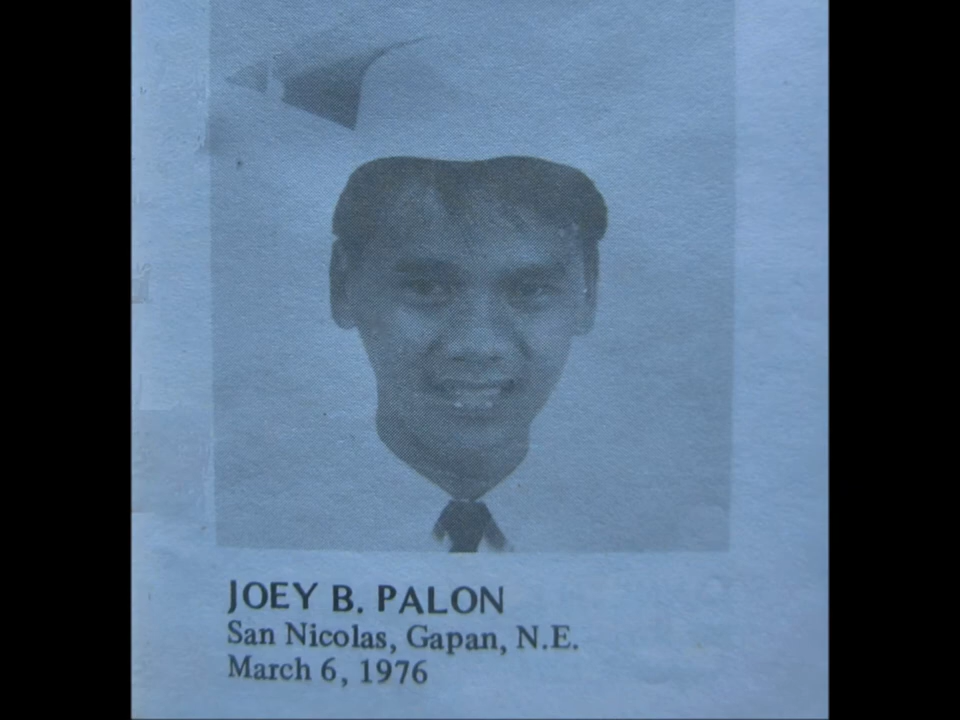 JOEY B. PALON
San Nicolas, Gapan, N.E.
March 6, 1976